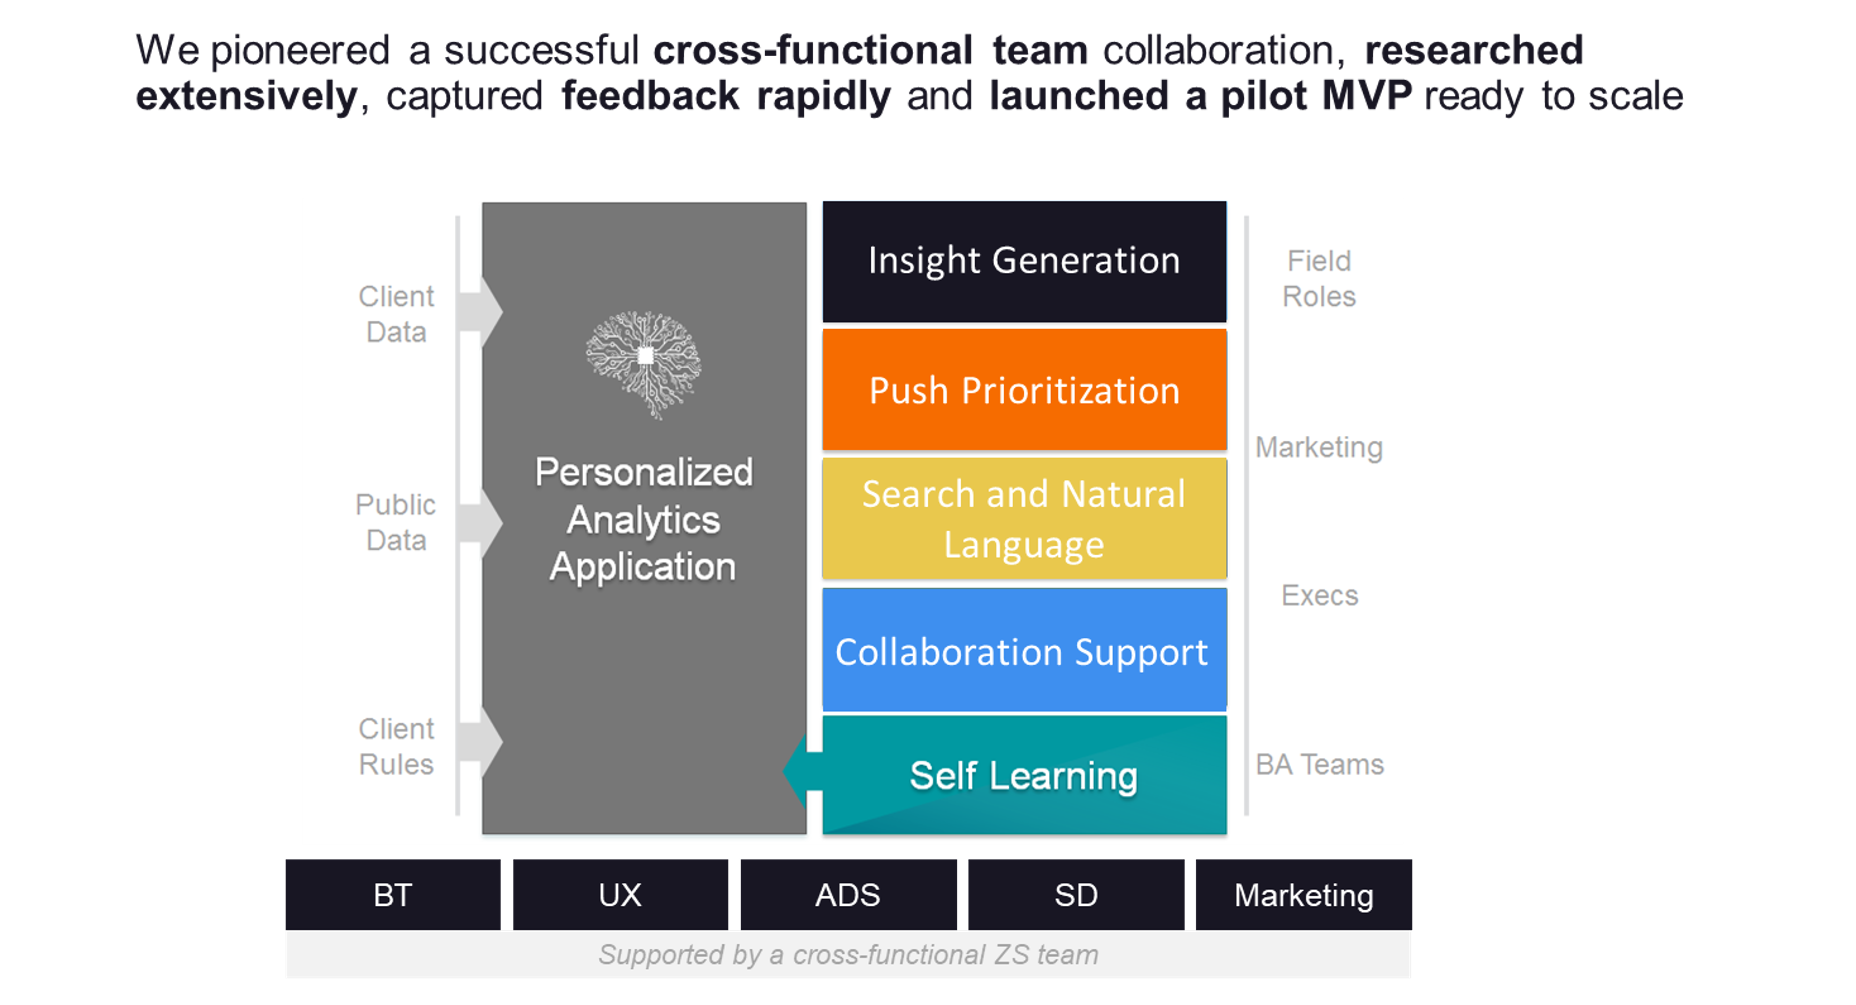 We pioneered a successful cross-functional team collaboration, researched
extensively, captured feedback rapidly and launched a pilot MVP ready to scale
Client
Data
Public
Data
Client
Rules
Personalized
Analytics
Application
Insight Generation
Push Prioritization
Search and Natural
Language
Collaboration Support
Self Learning
Field
Roles
Marketing
Execs
BA Teams
BT
UX
ADS
SD
Marketing
Supported by a cross-functional ZS team